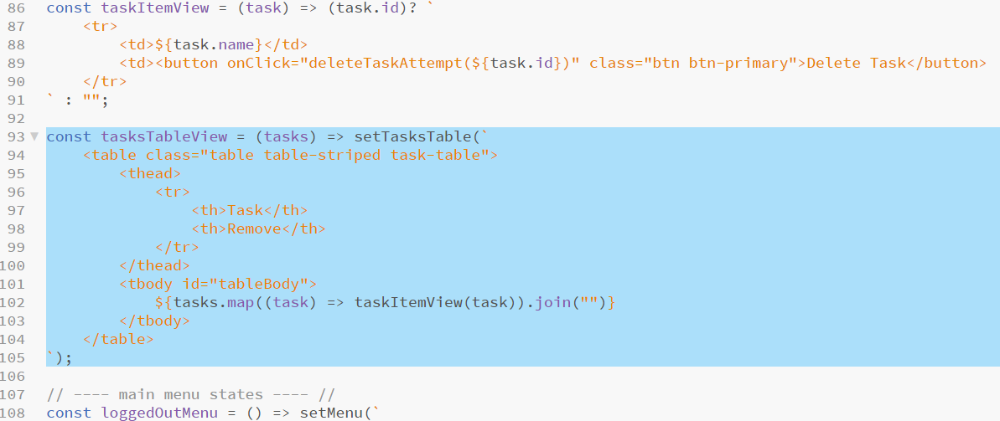 86 const taskItemView = (task) => (task.id)? `
87 <tr>
88 <td>${task.name}</td>
89 <td><button onClick="deleteTaskAttempt(${task.id})" class="btn btn-primary">Delete Task</button>
90 </tr>
91 ` : "";
92
93 const tasksTableView = (tasks) => setTasksTable(`
94 <table class="table table-striped task-table">
95 <thead>
96 <tr>
97 <th>Task</th>
98 <th>Remove</th>
99 </tr>
100 </thead>
101 <tbody id="tableBody">
102 ${tasks.map((task) => taskItemView(task)).join("")}
103 </tbody>
104 </table>
105 `);
106
107 // ---- main menu states ---- //
108 const loggedOutMenu = () => setMenu(`